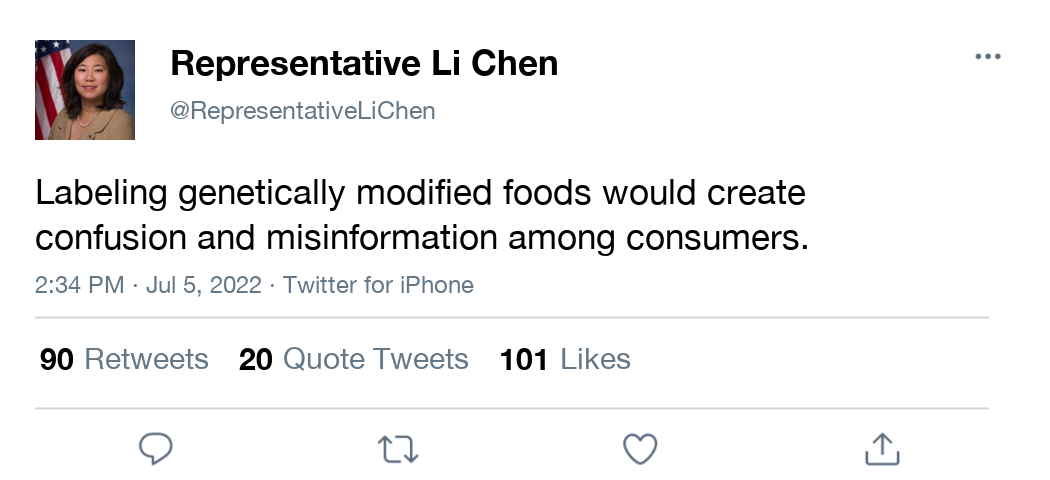 Representative Li Chen
@RepresentativeLiChen
Labeling genetically modified foods would create
confusion and misinformation among consumers.
2:34 PM · Jul 5, 2022 · Twitter for iPhone
90 Retweets 20 Quote Tweets 101 Likes